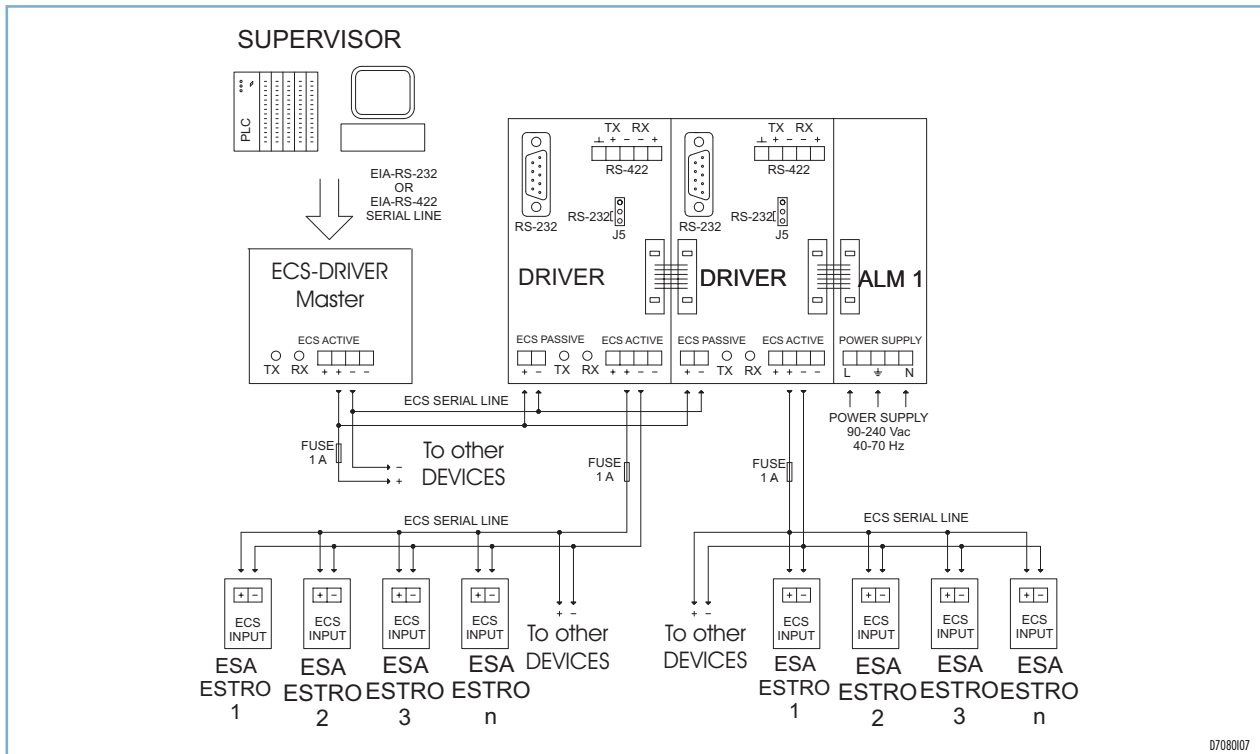 SUPERVISOR
PLC
EIA-RS-232
OR
EIA-RS-422
SERIAL LINE
ECS-DRIVER
Master
ECS ACTIVE
TX RX + + − −
TX RX
⊥ + − − +
RS-422
RS-232
RS-232
J5
DRIVER
ECS PASSIVE
ECS ACTIVE
+ − TX RX + + − −
TX RX
⊥ + − − +
RS-422
RS-232
RS-232
J5
DRIVER
ECS PASSIVE
ECS ACTIVE
+ − TX RX + + − −
ALM 1
POWER SUPPLY
L ⏚ N
POWER SUPPLY
90-240 Vac
40-70 Hz
ECS SERIAL LINE
FUSE
1 A
−
+
To other
DEVICES
FUSE
1 A
FUSE
1 A
ECS SERIAL LINE
+ −
ECS
INPUT
ESA
ESTRO
1
+ −
ECS
INPUT
ESA
ESTRO
2
+ −
ECS
INPUT
ESA
ESTRO
3
+ −
ECS
INPUT
ESA
ESTRO
n
+ −
To other
DEVICES
ECS SERIAL LINE
+ −
To other
DEVICES
+ −
ECS
INPUT
ESA
ESTRO
1
+ −
ECS
INPUT
ESA
ESTRO
2
+ −
ECS
INPUT
ESA
ESTRO
3
+ −
ECS
INPUT
ESA
ESTRO
n
D7080I07